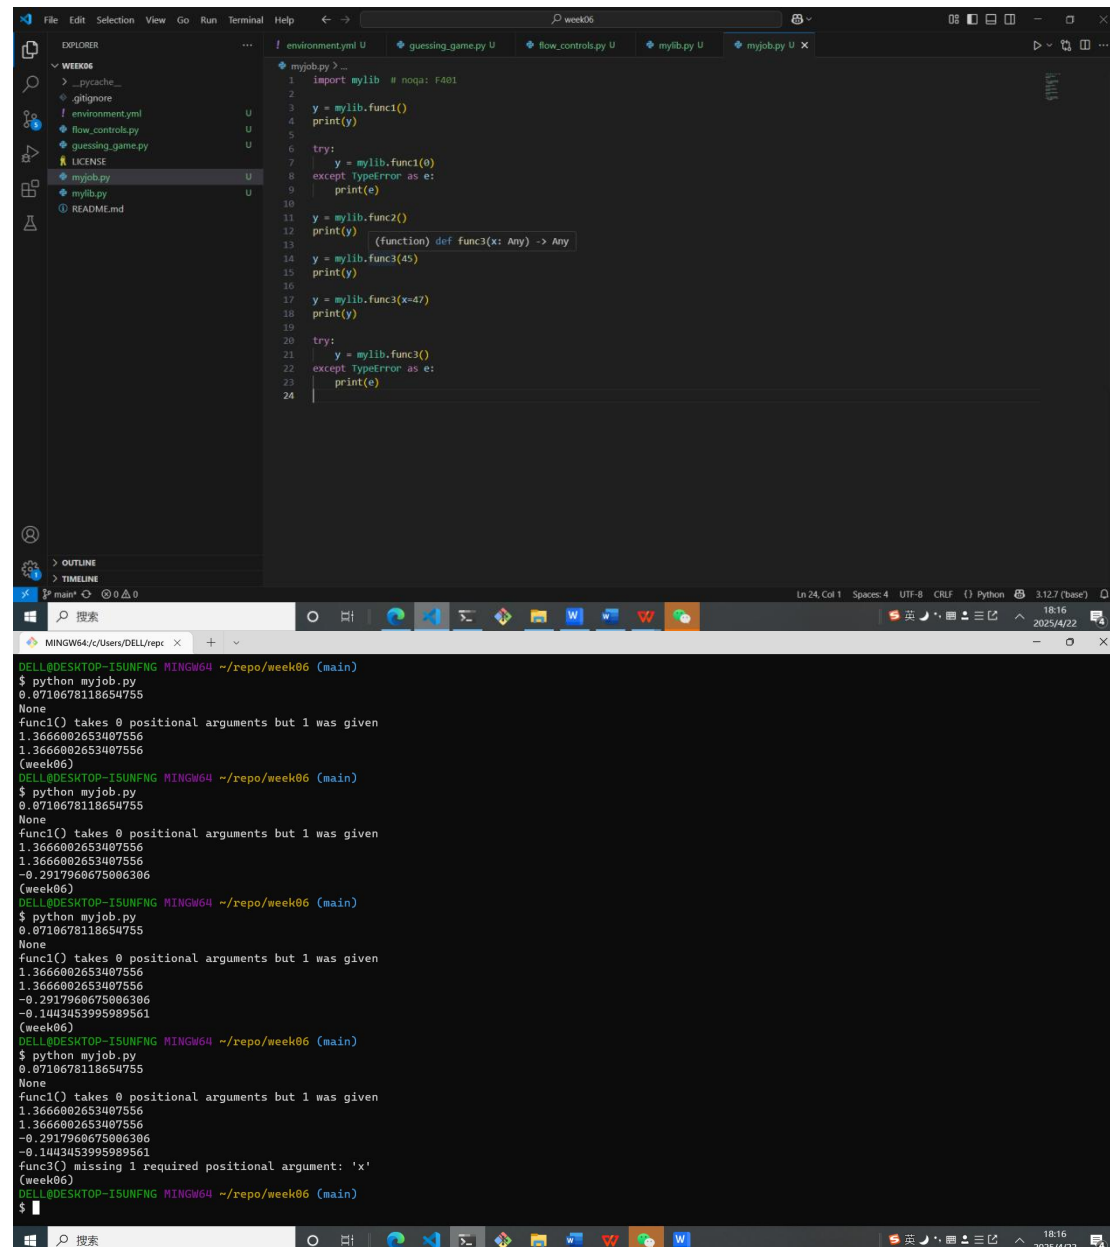 File Edit Selection View Go Run Terminal Help
week06
EXPLORER
! environment.yml U
guessing_game.py U
flow_controls.py U
mylib.py U
myjob.py U
WEEK06
__pycache__
.gitignore
! environment.yml U
flow_controls.py U
guessing_game.py U
LICENSE
myjob.py U
mylib.py U
README.md
OUTLINE
TIMELINE
myjob.py > ...
1 import mylib # noqa: F401
2
3 y = mylib.func1()
4 print(y)
5
6 try:
7 y = mylib.func1(0)
8 except TypeError as e:
9 print(e)
10
11 y = mylib.func2()
12 print(y)
(function) def func3(x: Any) -> Any
13
14 y = mylib.func3(45)
15 print(y)
16
17 y = mylib.func3(x=47)
18 print(y)
19
20 try:
21 y = mylib.func3()
22 except TypeError as e:
23 print(e)
24
main* 0 0 Ln 24, Col 1 Spaces: 4 UTF-8 CRLF {} Python 3.12.7 ('base')
搜索
英
18:16
2025/4/22
MINGW64:/c/Users/DELL/repc
DELL@DESKTOP-I5UNFNG MINGW64 ~/repo/week06 (main)
$ python myjob.py
0.0710678118654755
None
func1() takes 0 positional arguments but 1 was given
1.3666002653407556
1.3666002653407556
(week06)
DELL@DESKTOP-I5UNFNG MINGW64 ~/repo/week06 (main)
$ python myjob.py
0.0710678118654755
None
func1() takes 0 positional arguments but 1 was given
1.3666002653407556
1.3666002653407556
-0.2917960675006306
(week06)
DELL@DESKTOP-I5UNFNG MINGW64 ~/repo/week06 (main)
$ python myjob.py
0.0710678118654755
None
func1() takes 0 positional arguments but 1 was given
1.3666002653407556
1.3666002653407556
-0.2917960675006306
-0.1443453995989561
(week06)
DELL@DESKTOP-I5UNFNG MINGW64 ~/repo/week06 (main)
$ python myjob.py
0.0710678118654755
None
func1() takes 0 positional arguments but 1 was given
1.3666002653407556
1.3666002653407556
-0.2917960675006306
-0.1443453995989561
func3() missing 1 required positional argument: 'x'
(week06)
DELL@DESKTOP-I5UNFNG MINGW64 ~/repo/week06 (main)
$
搜索
英
18:16
2025/4/22